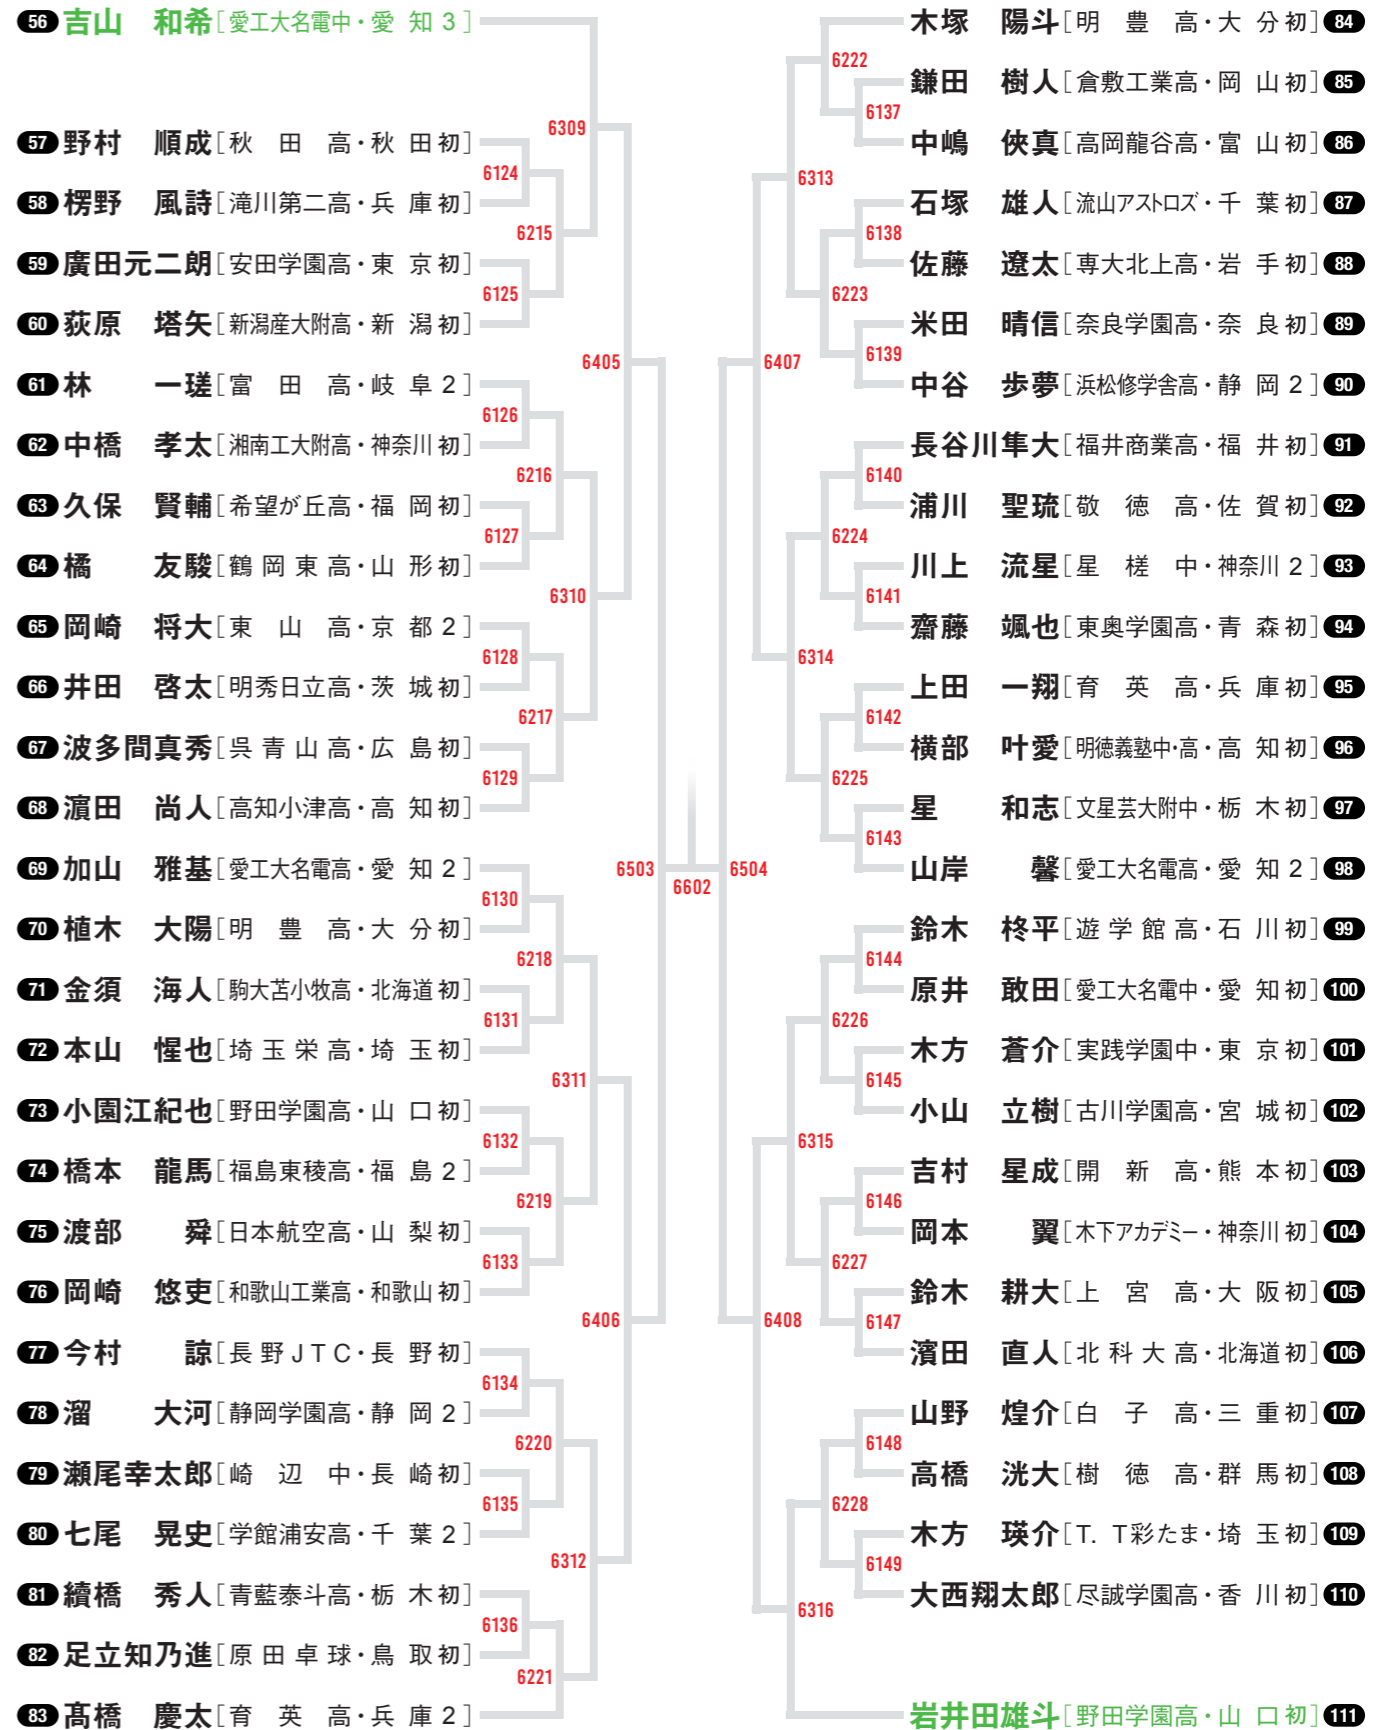 56 吉山 和希[愛工大名電中・愛 知 3]
57 野村 順成[秋 田 高・秋 田 初]
58 楞野 風詩[滝川第二高・兵 庫 初]
59 廣田元二朗[安田学園高・東 京 初]
60 荻原 塔矢[新潟産大附高・新 潟 初]
61 林 一瑳[富 田 高・岐 阜 2]
62 中橋 孝太[湘南工大附高・神奈川 初]
63 久保 賢輔[希望が丘高・福 岡 初]
64 橘 友駿[鶴 岡 東 高・山 形 初]
65 岡崎 将大[東 山 高・京 都 2]
66 井田 啓太[明秀日立高・茨 城 初]
67 波多間真秀[呉 青 山 高・広 島 初]
68 濵田 尚人[高知小津高・高 知 初]
69 加山 雅基[愛工大名電高・愛 知 2]
70 植木 大陽[明 豊 高・大 分 初]
71 金須 海人[駒大苫小牧高・北海道 初]
72 本山 惺也[埼 玉 栄 高・埼 玉 初]
73 小園江紀也[野田学園高・山 口 初]
74 橋本 龍馬[福島東稜高・福 島 2]
75 渡部 舜[日本航空高・山 梨 初]
76 岡崎 悠吏[和歌山工業高・和歌山 初]
77 今村 諒[長 野 J T C・長 野 初]
78 溜 大河[静岡学園高・静 岡 2]
79 瀬尾幸太郎[崎 辺 中・長 崎 初]
80 七尾 晃史[学館浦安高・千 葉 2]
81 續橋 秀人[青藍泰斗高・栃 木 初]
82 足立知乃進[原 田 卓 球・鳥 取 初]
83 髙橋 慶太[育 英 高・兵 庫 2]
6124
6125
6126
6127
6128
6129
6130
6131
6132
6133
6134
6135
6136
6215
6216
6217
6218
6219
6220
6221
6309
6310
6311
6312
6405
6406
6503
6602
6504
6407
6408
6313
6314
6315
6316
6222
6223
6224
6225
6226
6227
6228
6137
6138
6139
6140
6141
6142
6143
6144
6145
6146
6147
6148
6149
木塚 陽斗[明 豊 高・大 分 初] 84
鎌田 樹人[倉敷工業高・岡 山 初] 85
中嶋 俠真[高岡龍谷高・富 山 初] 86
石塚 雄人[流山アストロズ・千 葉 初] 87
佐藤 遼太[専大北上高・岩 手 初] 88
米田 晴信[奈良学園高・奈 良 初] 89
中谷 歩夢[浜松修学舎高・静 岡 2] 90
長谷川隼大[福井商業高・福 井 初] 91
浦川 聖琉[敬 徳 高・佐 賀 初] 92
川上 流星[星 槎 中・神奈川 2] 93
齋藤 颯也[東奥学園高・青 森 初] 94
上田 一翔[育 英 高・兵 庫 初] 95
横部 叶愛[明徳義塾中・高・高 知 初] 96
星 和志[文星芸大附中・栃 木 初] 97
山岸 馨[愛工大名電高・愛 知 2] 98
鈴木 柊平[遊 学 館 高・石 川 初] 99
原井 敢田[愛工大名電中・愛 知 初] 100
木方 蒼介[実践学園中・東 京 初] 101
小山 立樹[古川学園高・宮 城 初] 102
吉村 星成[開 新 高・熊 本 初] 103
岡本 翼[木下アカデミー・神奈川 初] 104
鈴木 耕大[上 宮 高・大 阪 初] 105
濱田 直人[北 科 大 高・北海道 初] 106
山野 煌介[白 子 高・三 重 初] 107
高橋 洸大[樹 徳 高・群 馬 初] 108
木方 瑛介[T. T彩たま・埼 玉 初] 109
大西翔太郎[尽誠学園高・香 川 初] 110
岩井田雄斗[野田学園高・山 口 初] 111